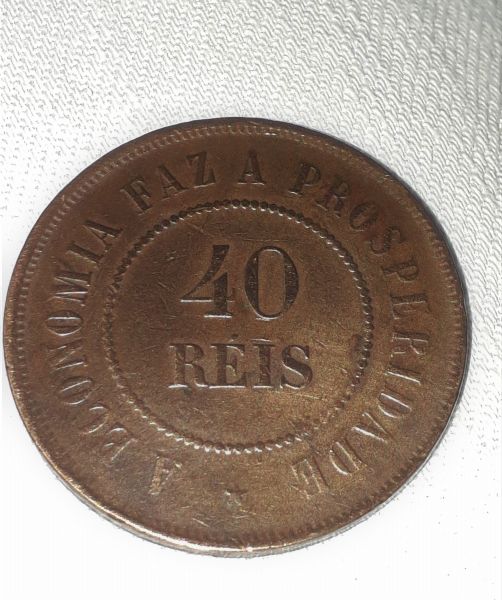 A ECONOMIA FAZ A PROSPERIDADE
40
RÉIS